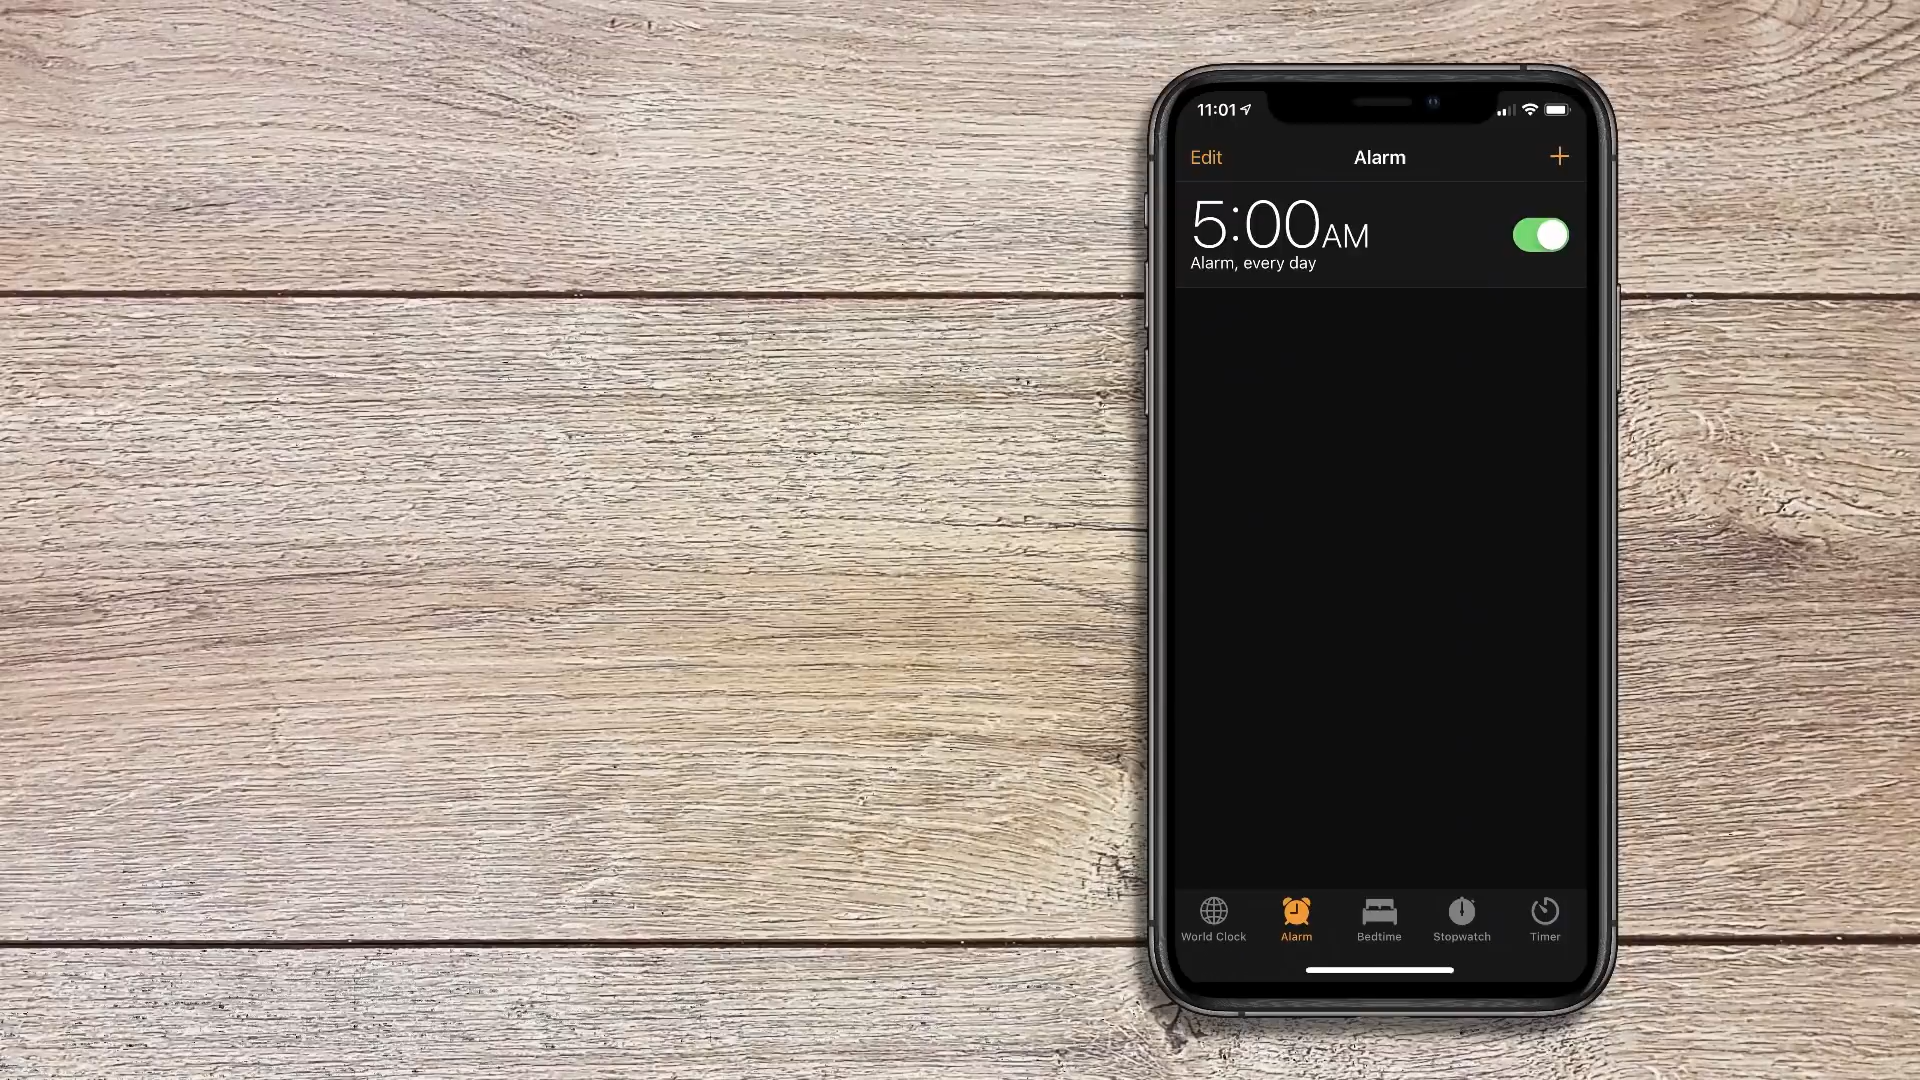 11:01
Edit
Alarm
+
5:00AM
Alarm, every day
World Clock
Alarm
Bedtime
Stopwatch
Timer